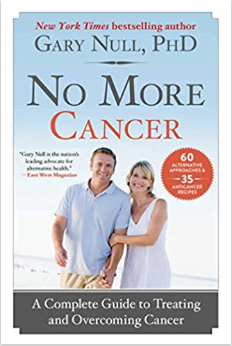 New York Times bestselling author
GARY NULL, PHD
NO MORE
CANCER
60
ALTERNATIVE
APPROACHES &
35
ANTICANCER
RECIPES
"Gary Null is the nation's
leading advocate for
alternative health."
— East West Magazine
A Complete Guide to Treating
and Overcoming Cancer